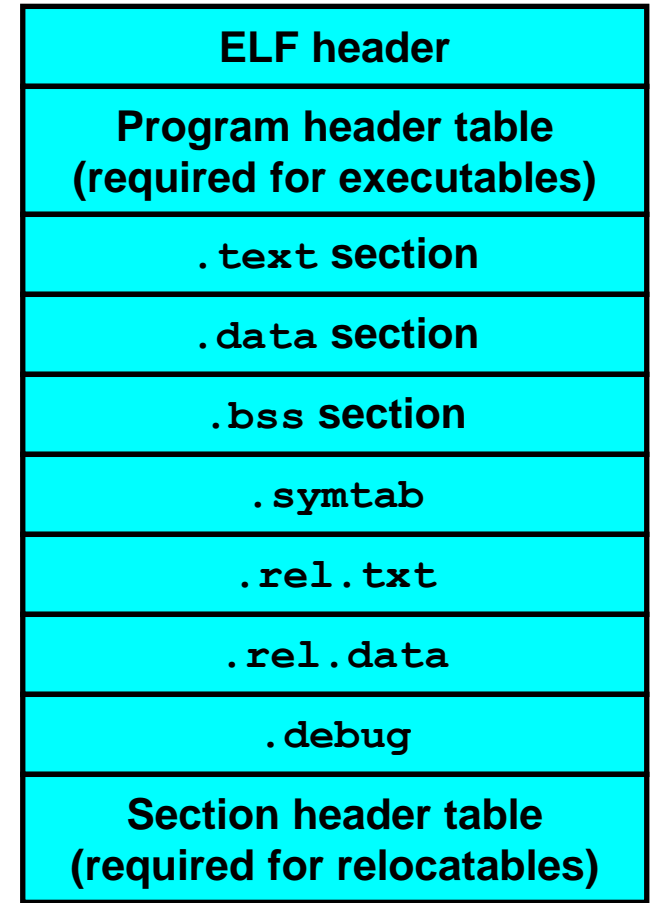 ELF header
Program header table
(required for executables)
.text section
.data section
.bss section
.symtab
.rel.txt
.rel.data
.debug
Section header table
(required for relocatables)